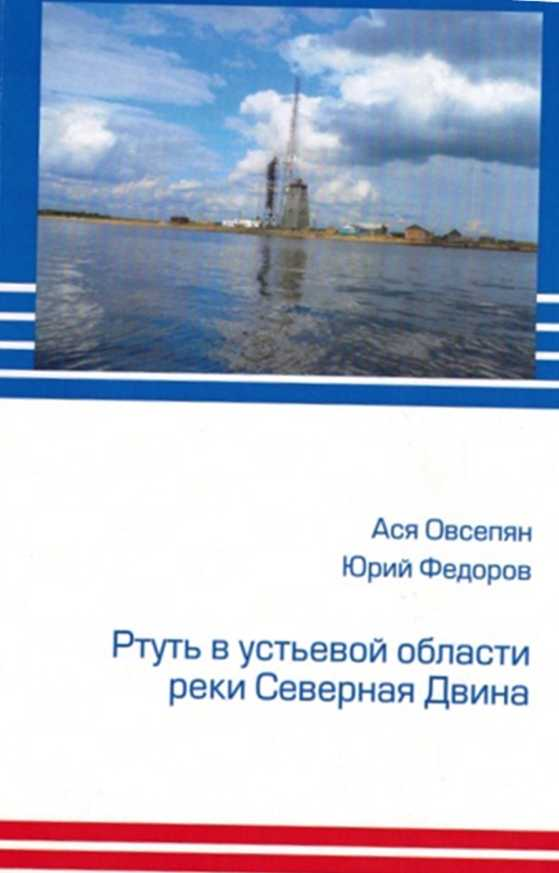 Ася Овсепян
Юрий Федоров
Ртуть в устьевой области
реки Северная Двина